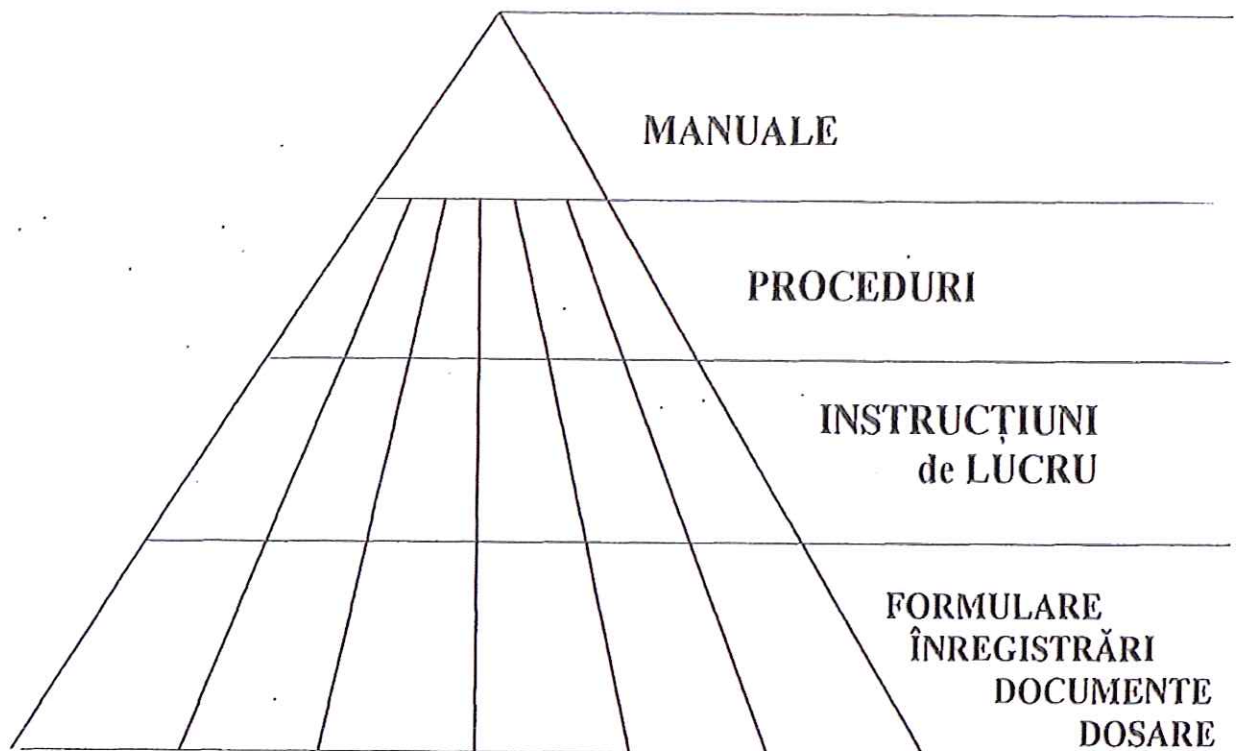 MANUALE
PROCEDURI
INSTRUCȚIUNI
de LUCRU
FORMULARE
ÎNREGISTRĂRI
DOCUMENTE
DOSARE